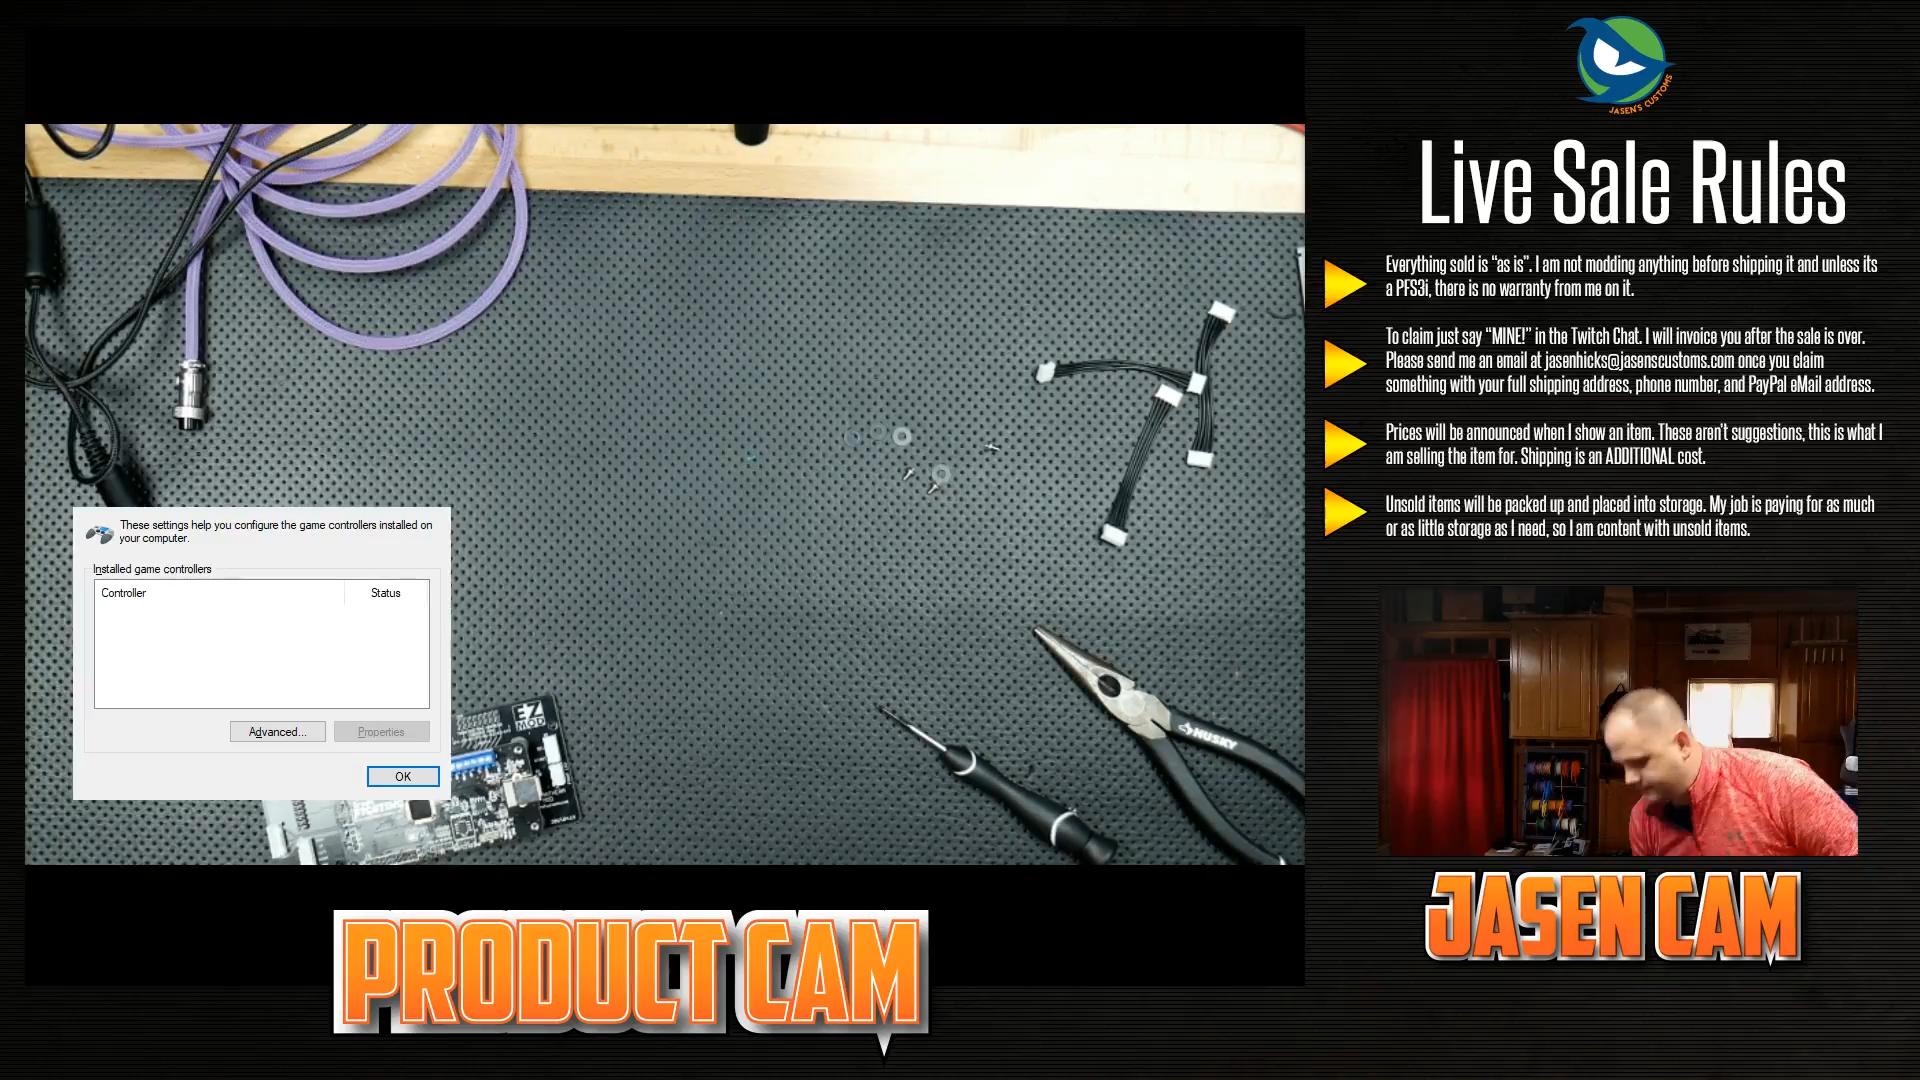 JASEN'S CUSTOMS
Live Sale Rules
Everything sold is “as is”. I am not modding anything before shipping it and unless its
a PFS3i, there is no warranty from me on it.
To claim just say “MINE!” in the Twitch Chat. I will invoice you after the sale is over.
Please send me an email at jasenhicks@jasenscustoms.com once you claim
something with your full shipping address, phone number, and PayPal eMail address.
Prices will be announced when I show an item. These aren’t suggestions, this is what I
am selling the item for. Shipping is an ADDITIONAL cost.
Unsold items will be packed up and placed into storage. My job is paying for as much
or as little storage as I need, so I am content with unsold items.
These settings help you configure the game controllers installed on
your computer.
Installed game controllers
Controller Status
Advanced... Properties
OK
EZ
MOD
HUSKY
PRODUCT CAM
JASEN CAM